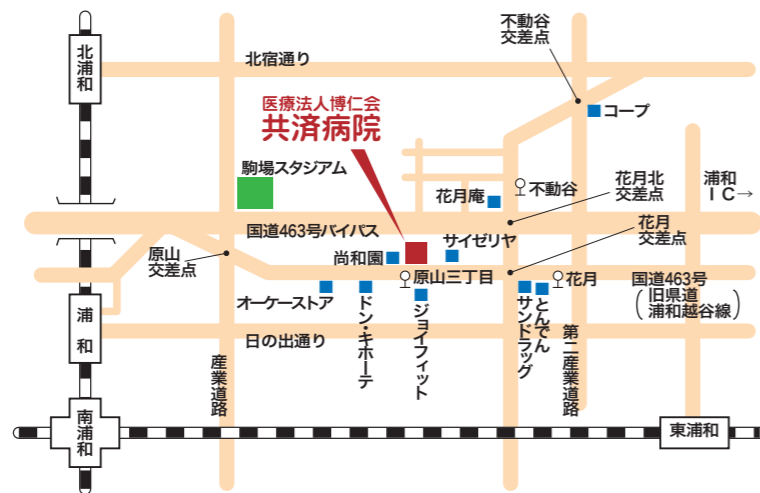 北浦和
北宿通り
不動谷
交差点
コープ
医療法人博仁会
共済病院
駒場スタジアム
花月庵
不動谷
花月北
交差点
浦和
IC→
国道463号バイパス
花月
交差点
原山
交差点
尚和園
サイゼリヤ
原山三丁目
花月
国道463号
(旧県道
浦和越谷線)
オーケーストア
ドン・キホーテ
ジョイフィット
サンドラッグ
とんでん
浦和
日の出通り
産業道路
第二産業道路
南浦和
東浦和